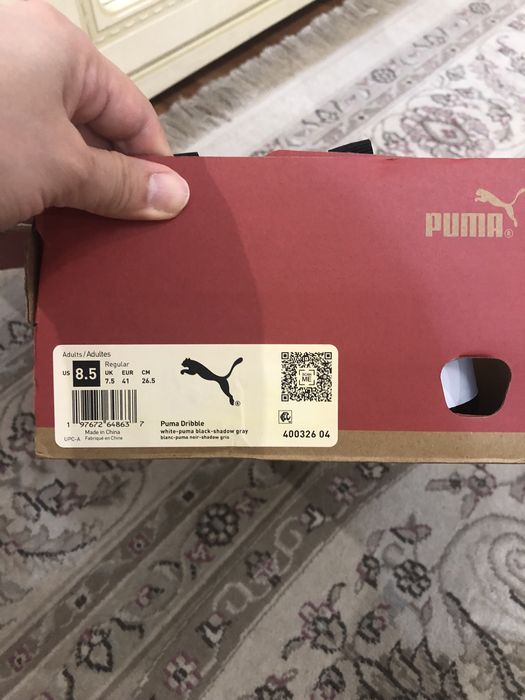 PUMA®
Adults/Adultes
Regular
US 8.5 UK EUR CM
7.5 41 26.5
SCAN ME
1 97672 64863 7
Made in China
UPC-A Fabriqué en Chine
Puma Dribble
white-puma black-shadow gray
blanc-puma noir-shadow gris
400326 04